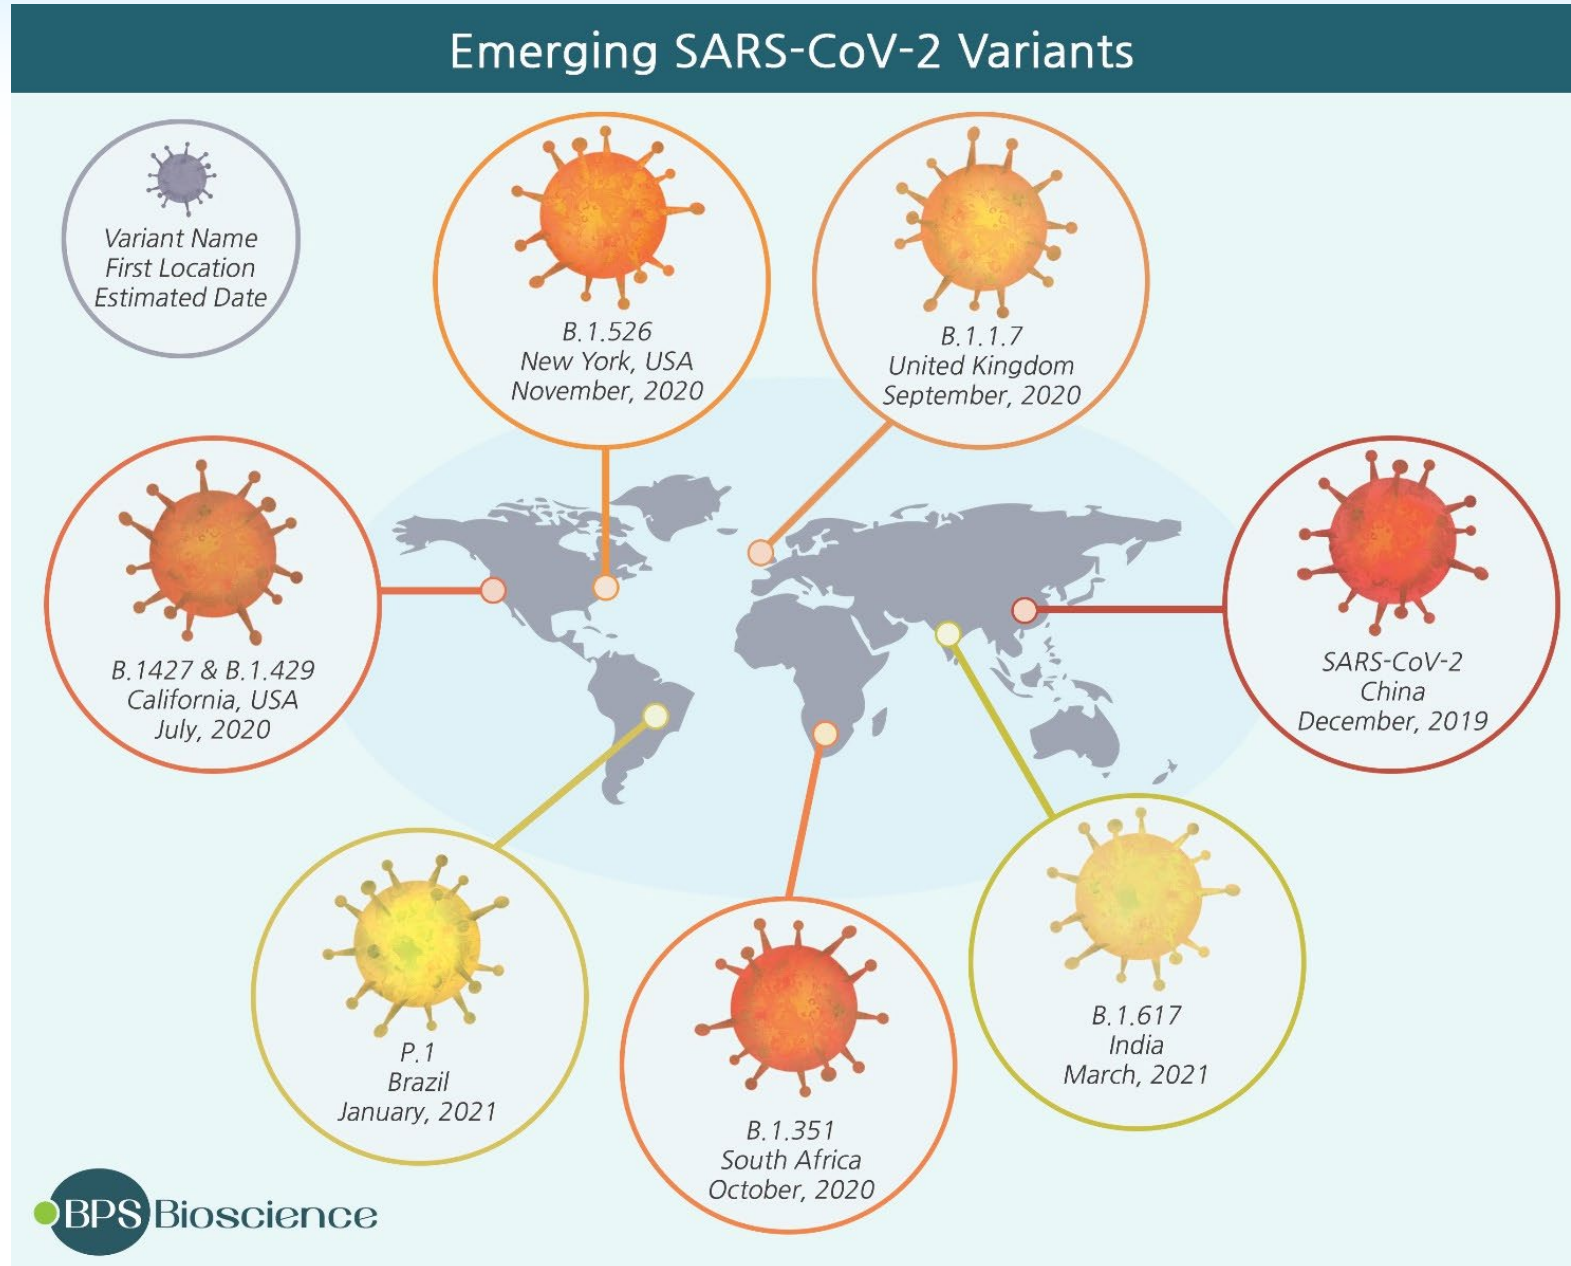 Emerging SARS-CoV-2 Variants
Variant Name
First Location
Estimated Date
B.1.526
New York, USA
November, 2020
B.1.1.7
United Kingdom
September, 2020
B.1427 & B.1.429
California, USA
July, 2020
SARS-CoV-2
China
December, 2019
P.1
Brazil
January, 2021
B.1.351
South Africa
October, 2020
B.1.617
India
March, 2021
BPS Bioscience